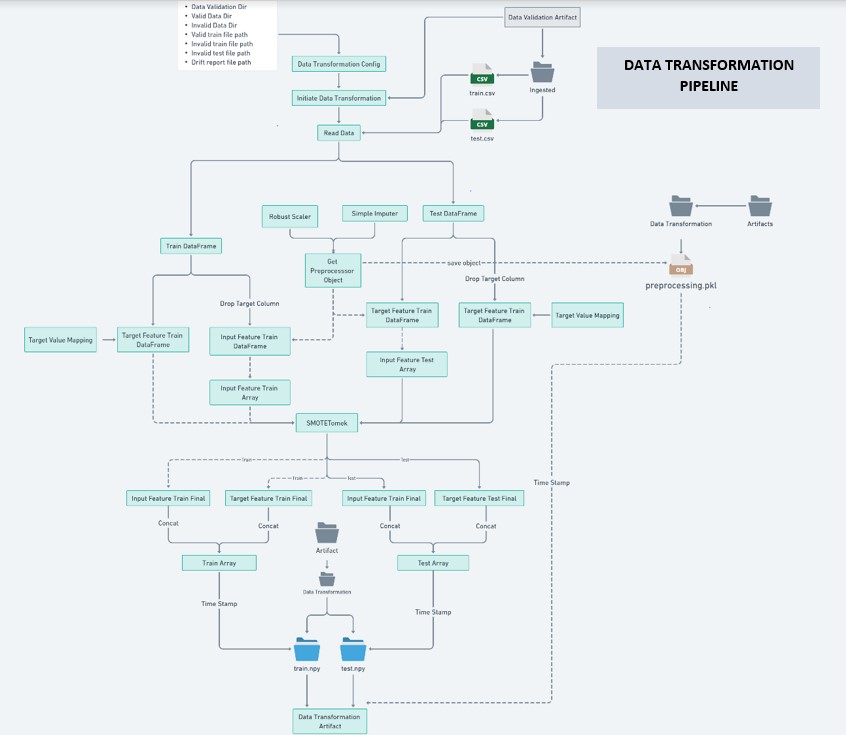 • Data Validation Dir
• Valid Data Dir
• Invalid Data Dir
• Valid train file path
• Invalid train file path
• Invalid test file path
• Drift report file path
Data Validation Artifact
DATA TRANSFORMATION
PIPELINE
Data Transformation Config
CSV
train.csv
Ingested
Initiate Data Transformation
CSV
test.csv
Read Data
Robust Scaler
Simple Imputer
Test DataFrame
Data Transformation
Artifacts
Train DataFrame
Get
Preprocesssor
Object
save object
OBJ
preprocessing.pkl
Drop Target Column
Drop Target Column
Target Feature Train
DataFrame
Target Feature Train
DataFrame
Target Value Mapping
Target Value Mapping
Target Feature Train
DataFrame
Input Feature Train
DataFrame
Input Feature Test
Array
Input Feature Train
Array
SMOTETomek
Train
Test
train
test
Time Stamp
Input Feature Train Final
Target Feature Train Final
Input Feature Train Final
Target Feature Test Final
Concat
Concat
Concat
Concat
Artifact
Train Array
Test Array
Data Transformation
Time Stamp
Time Stamp
train.npy
test.npy
Data Transformation
Artifact